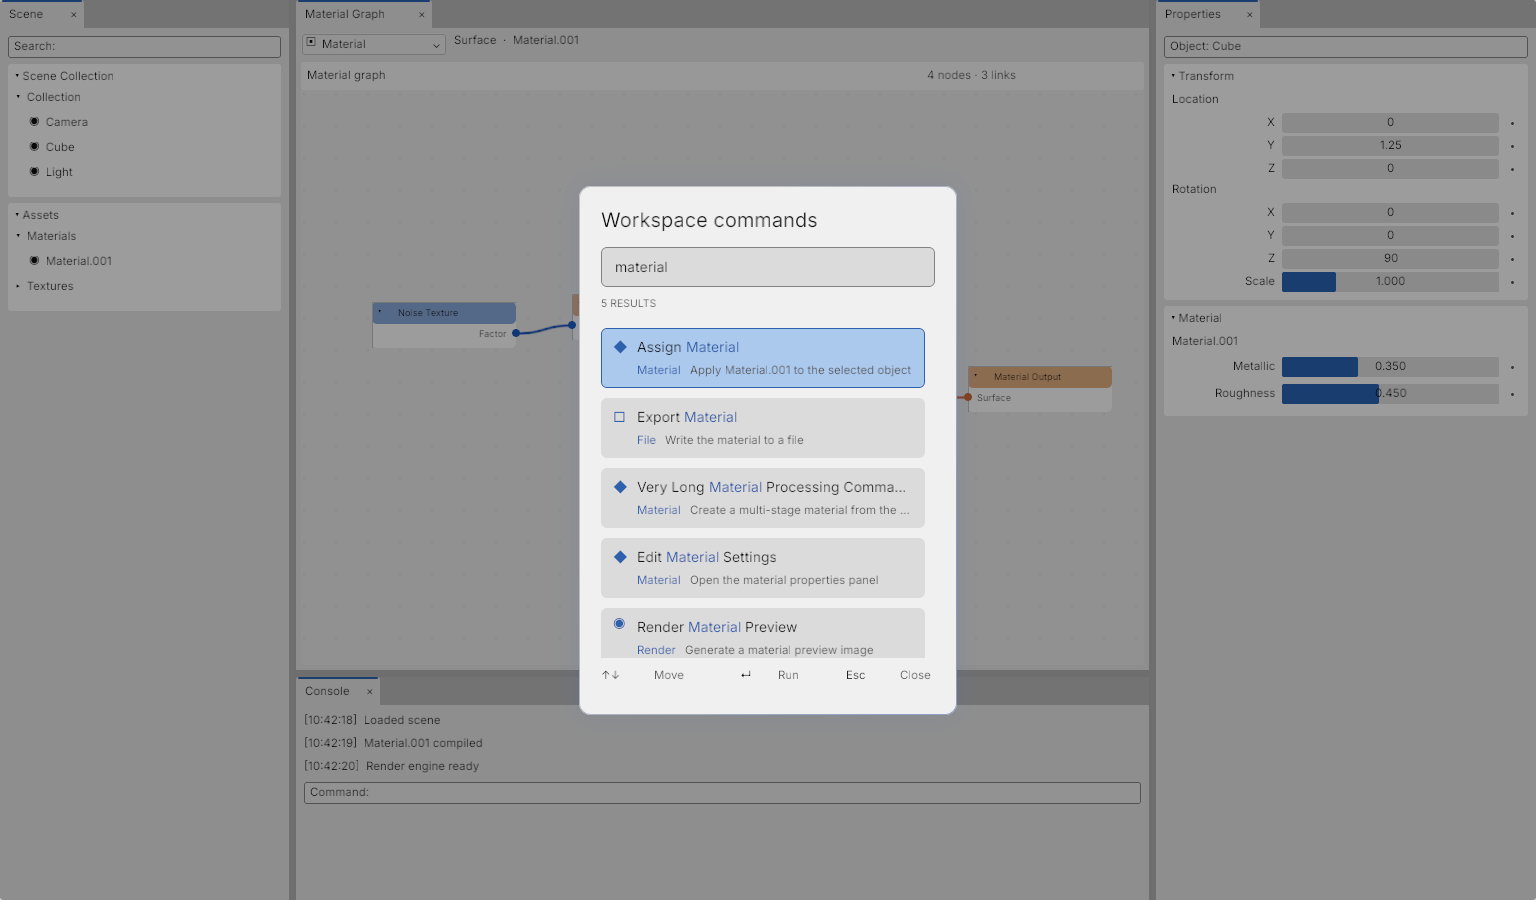 Scene ×
Search:
Scene Collection
Collection
Camera
Cube
Light
Assets
Materials
Material.001
Textures
Material Graph ×
Material
Surface · Material.001
Material graph
4 nodes · 3 links
Noise Texture
Factor
Material Output
Surface
Workspace commands
material
5 RESULTS
Assign Material
Material Apply Material.001 to the selected object
Export Material
File Write the material to a file
Very Long Material Processing Comma...
Material Create a multi-stage material from the ...
Edit Material Settings
Material Open the material properties panel
Render Material Preview
Render Generate a material preview image
↑↓ Move ↵ Run Esc Close
Console ×
[10:42:18] Loaded scene
[10:42:19] Material.001 compiled
[10:42:20] Render engine ready
Command:
Properties ×
Object: Cube
Transform
Location
X 0
Y 1.25
Z 0
Rotation
X 0
Y 0
Z 90
Scale 1.000
Material
Material.001
Metallic 0.350
Roughness 0.450